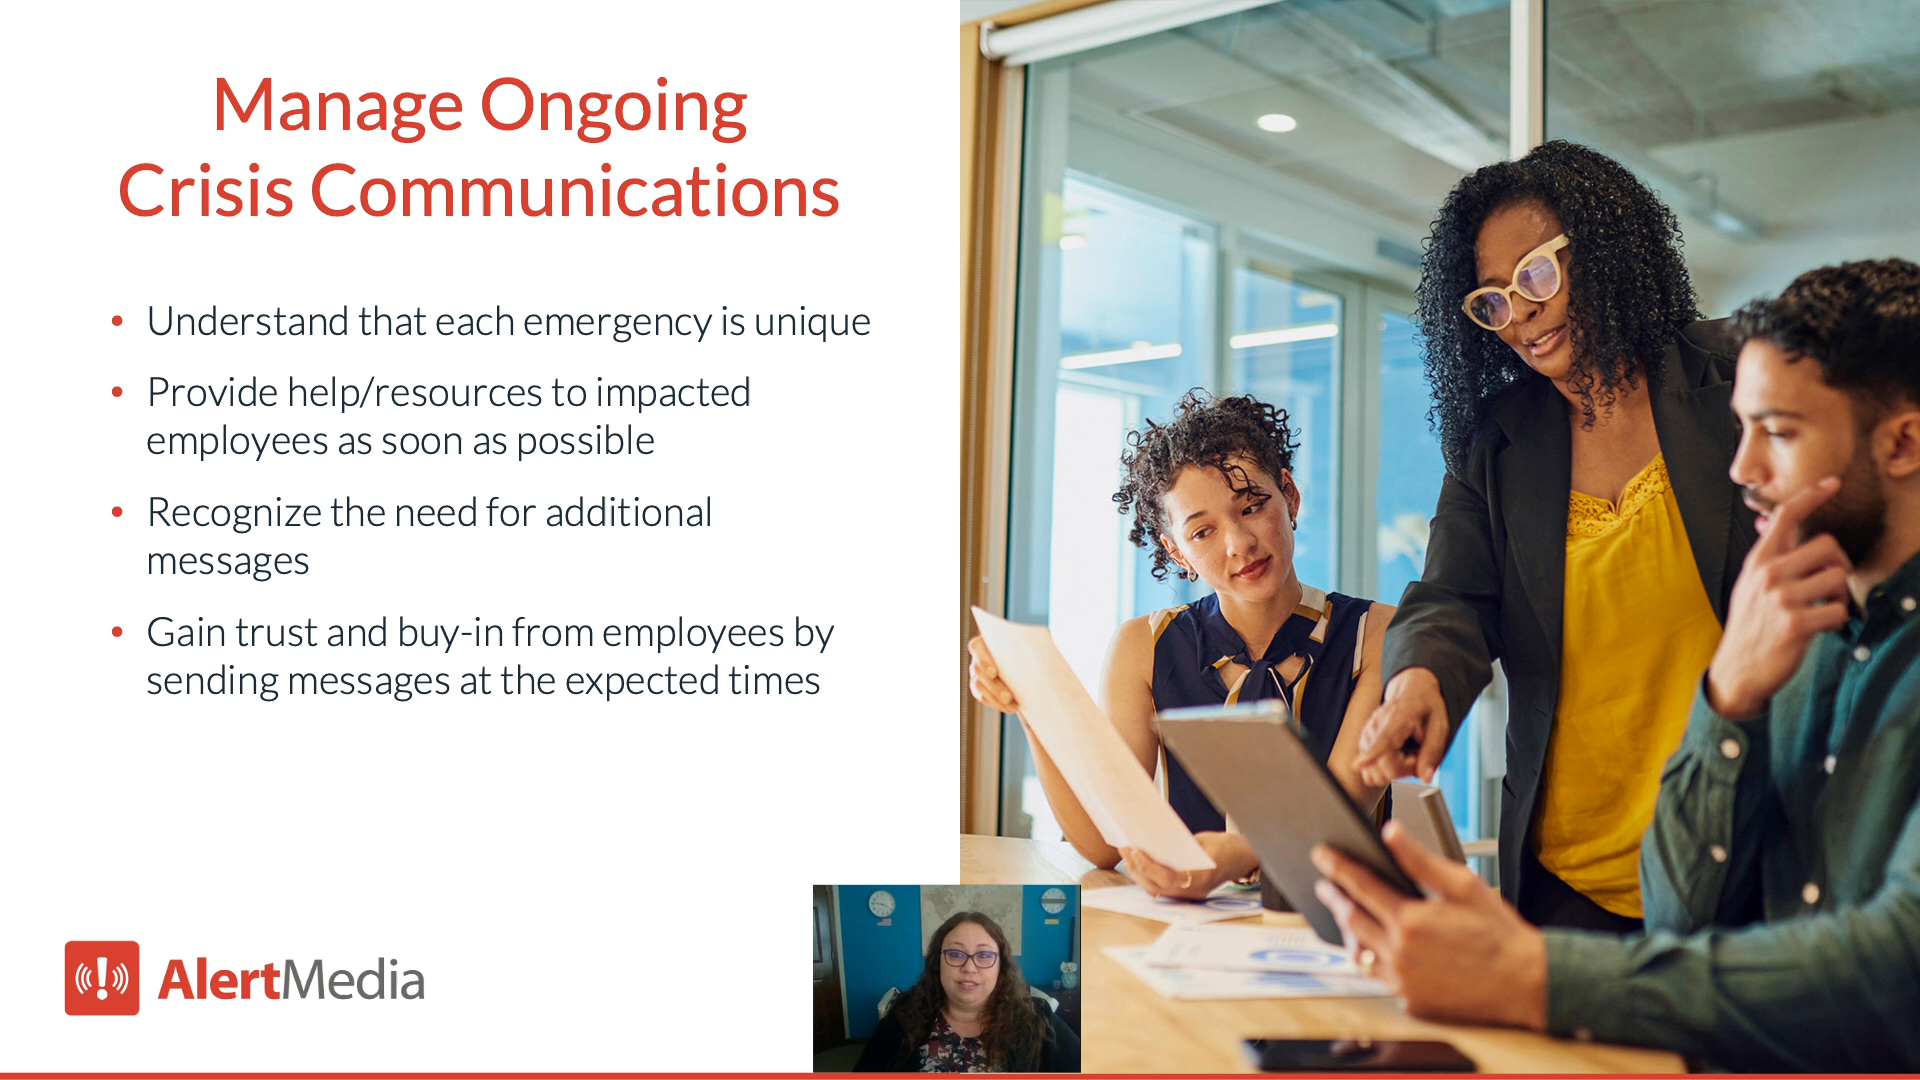 Manage Ongoing
Crisis Communications
• Understand that each emergency is unique
• Provide help/resources to impacted
employees as soon as possible
• Recognize the need for additional
messages
• Gain trust and buy-in from employees by
sending messages at the expected times
AlertMedia